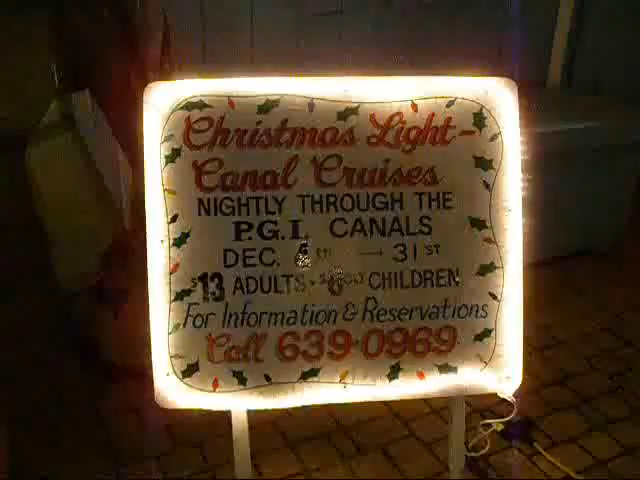 Christmas Light-
Canal Cruises
NIGHTLY THROUGH THE
P.G.I. CANALS
DEC. → 31ST
$13 ADULTS CHILDREN
For Information & Reservations
Call 639-0969